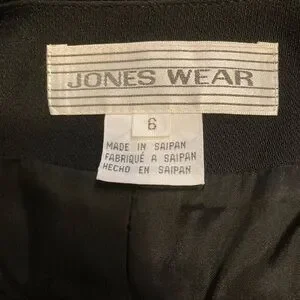 JONES WEAR
6
MADE IN SAIPAN
FABRIQUÉ A SAIPAN
HECHO EN SAIPAN